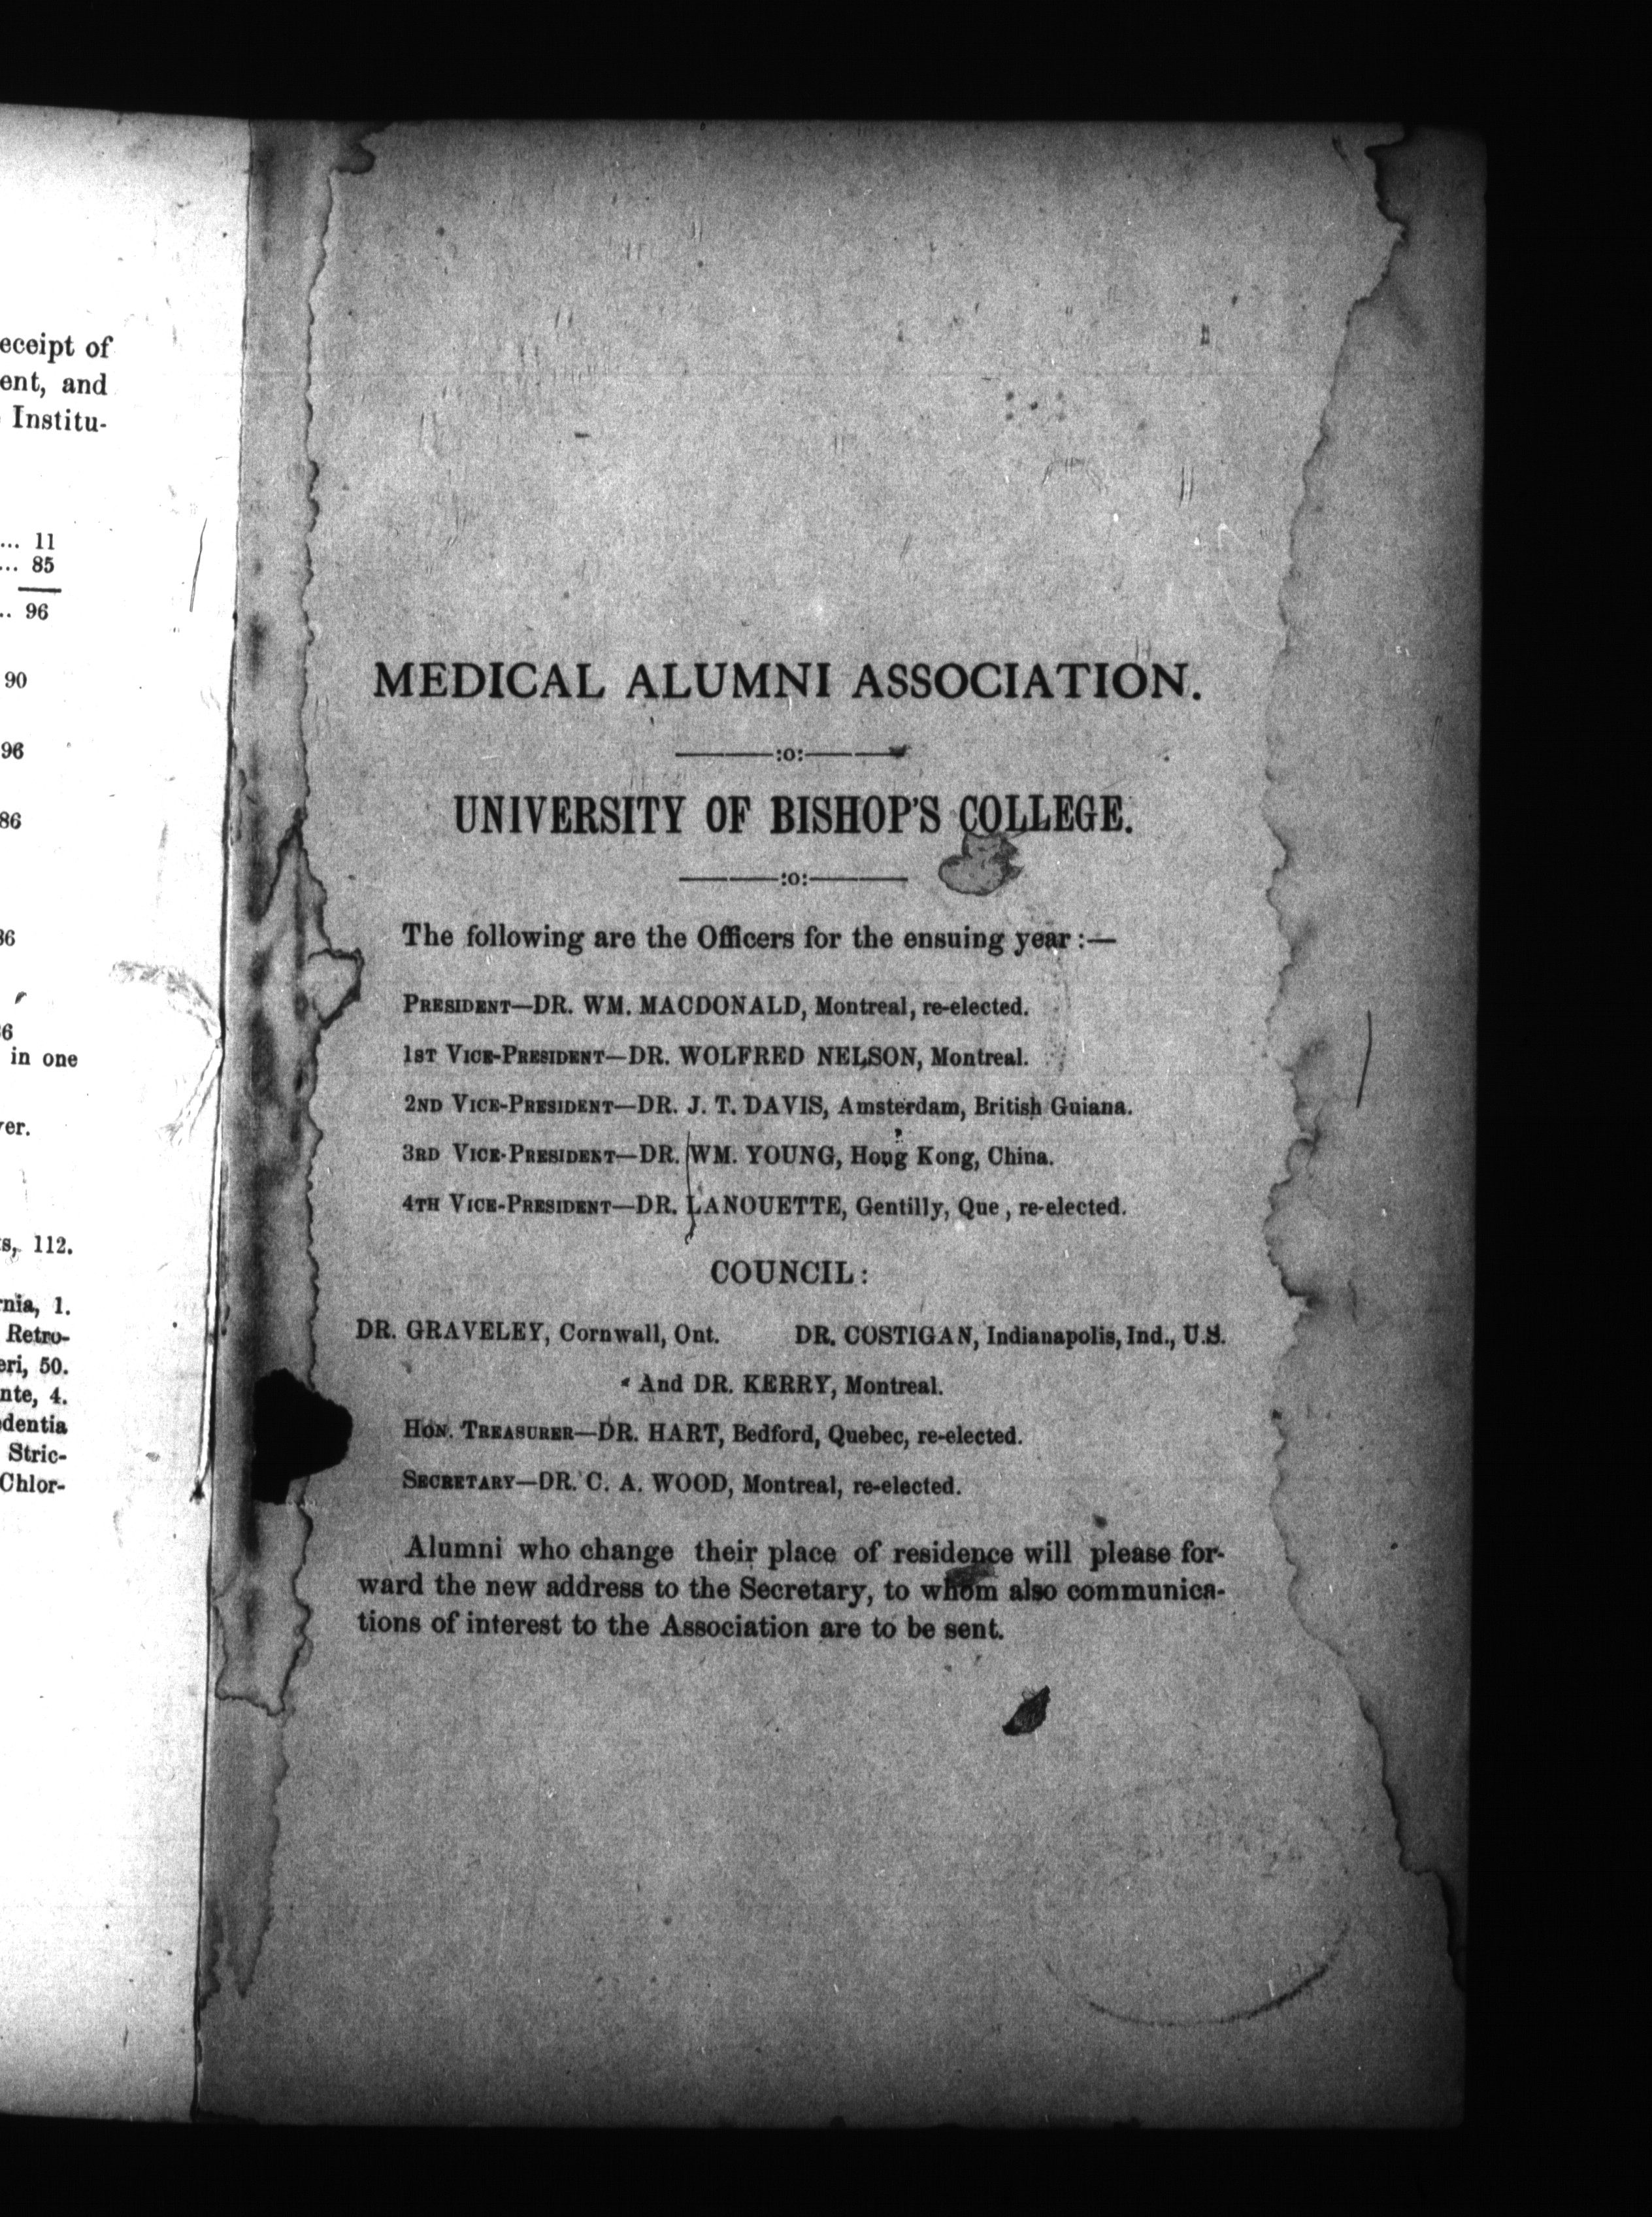 eceipt of
ent, and
Institu-
... 11
... 85
.. 96
90
96
86
36
6
in one
er.
s, 112.
rnia, 1.
Retro-
eri, 50.
nte, 4.
dentia
Stric-
Chlor-
MEDICAL ALUMNI ASSOCIATION.
:o:
UNIVERSITY OF BISHOP'S COLLEGE.
:o:
The following are the Officers for the ensuing year :—
PRESIDENT—DR. WM. MACDONALD, Montreal, re-elected.
1ST VICE-PRESIDENT—DR. WOLFRED NELSON, Montreal.
2ND VICE-PRESIDENT—DR. J. T. DAVIS, Amsterdam, British Guiana.
3RD VICE-PRESIDENT—DR. WM. YOUNG, Hong Kong, China.
4TH VICE-PRESIDENT—DR. LANOUETTE, Gentilly, Que , re-elected.
COUNCIL:
DR. GRAVELEY, Cornwall, Ont. DR. COSTIGAN, Indianapolis, Ind., U.S.
And DR. KERRY, Montreal.
HON. TREASURER—DR. HART, Bedford, Quebec, re-elected.
SECRETARY—DR. C. A. WOOD, Montreal, re-elected.
Alumni who change their place of residence will please for-
ward the new address to the Secretary, to whom also communica-
tions of interest to the Association are to be sent.